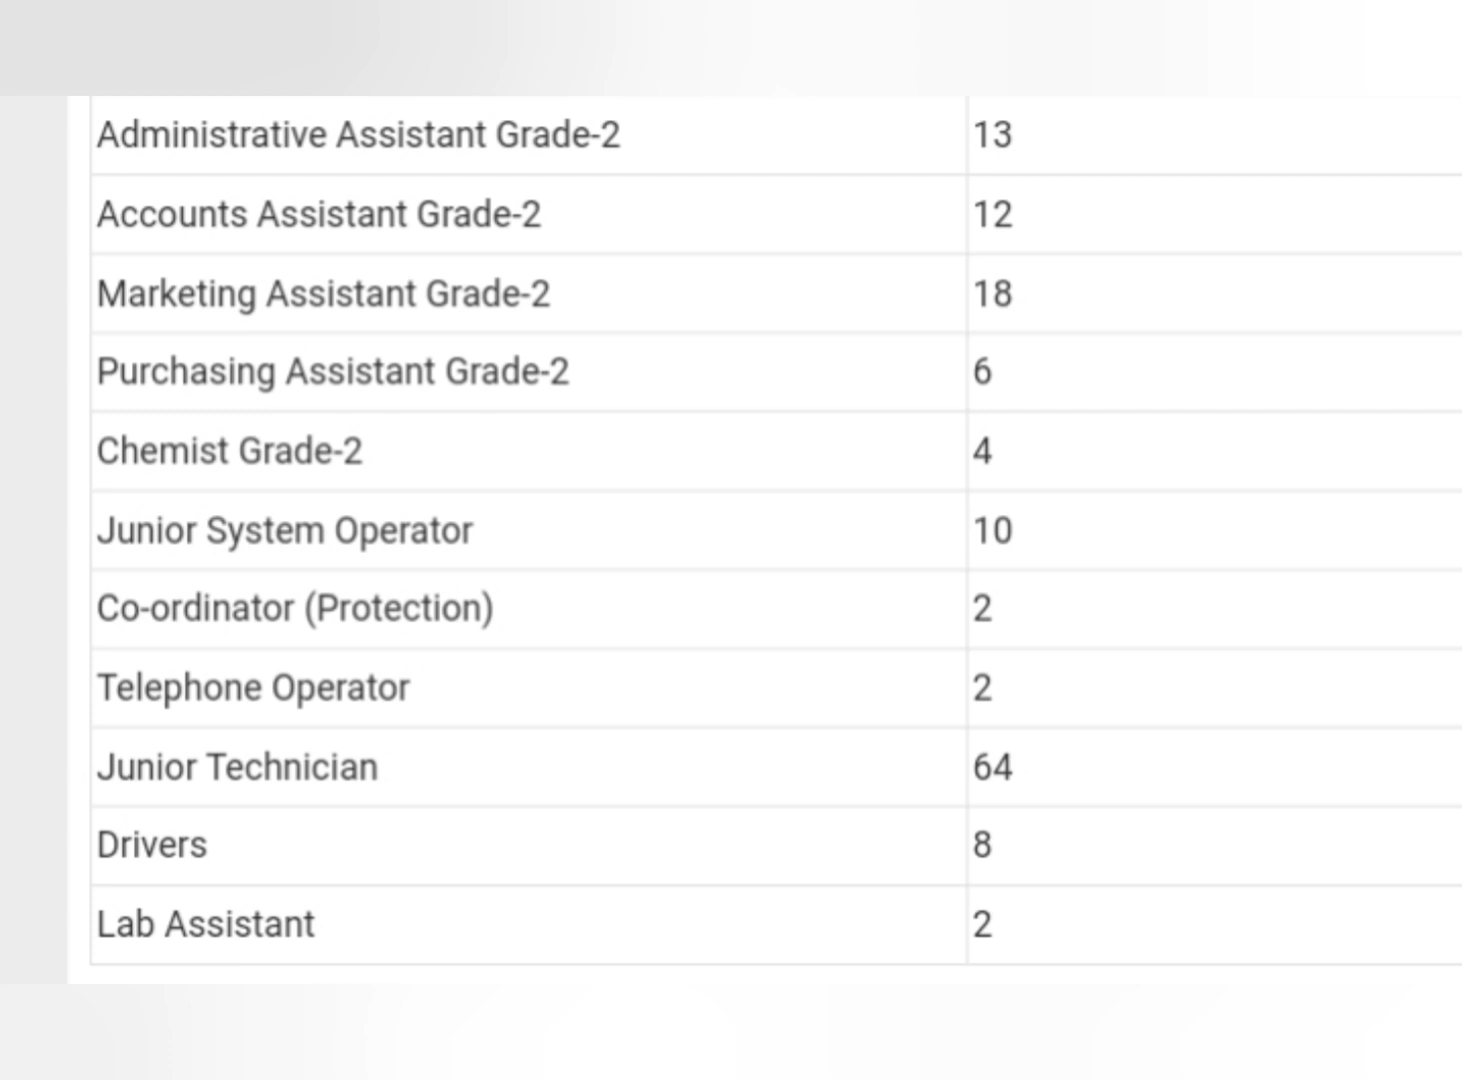 Administrative Assistant Grade-2 13
Accounts Assistant Grade-2 12
Marketing Assistant Grade-2 18
Purchasing Assistant Grade-2 6
Chemist Grade-2 4
Junior System Operator 10
Co-ordinator (Protection) 2
Telephone Operator 2
Junior Technician 64
Drivers 8
Lab Assistant 2